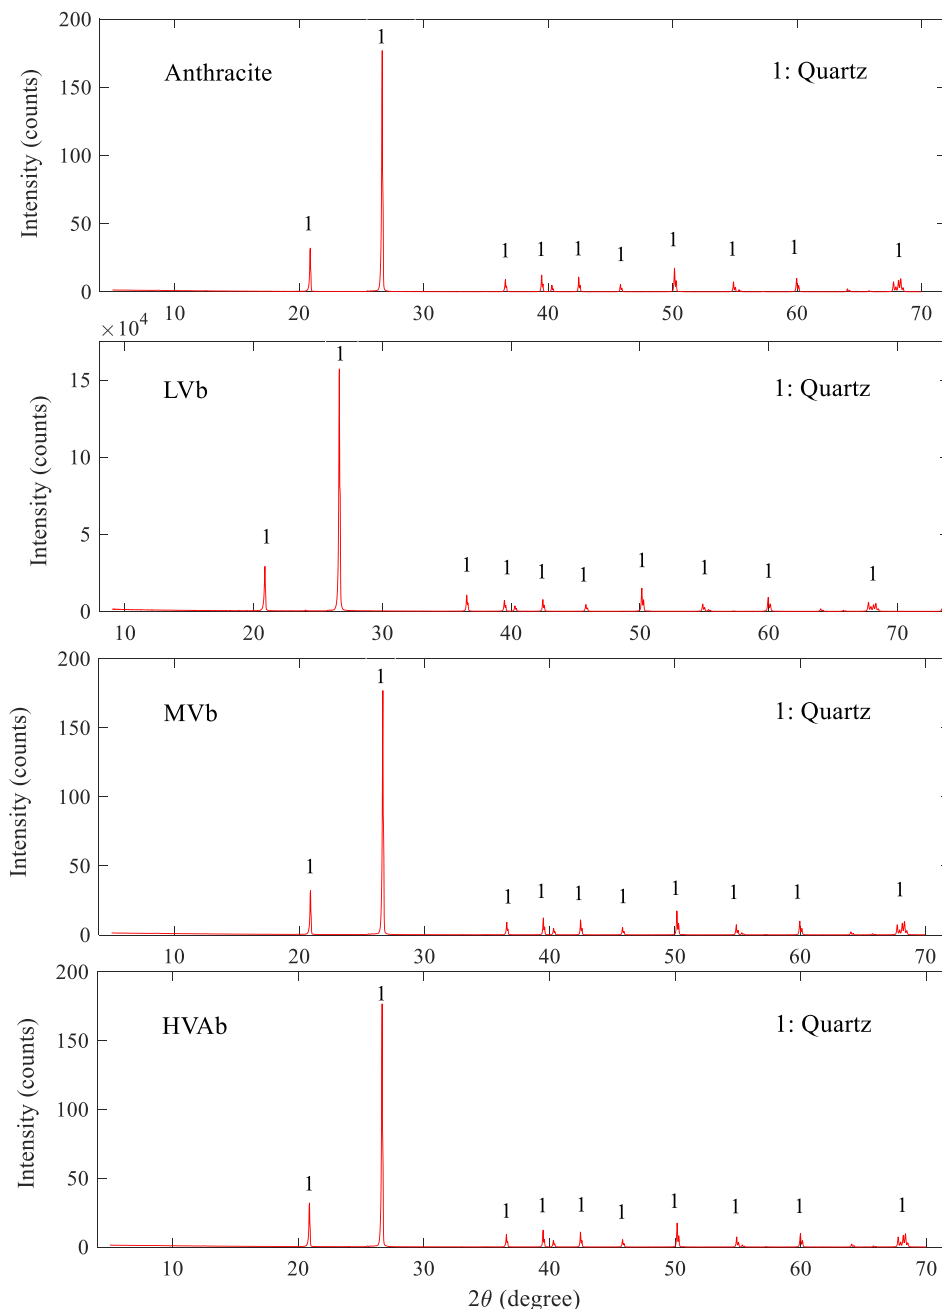 200
1
Anthracite
1: Quartz
150
Intensity (counts)
100
50
1
1 1 1 1 1 1 1 1
0
10 20 30 40 50 60 70
×10⁴
1
15
LVb
1: Quartz
Intensity (counts)
10
5
1
1 1 1 1 1 1 1 1
0
10 20 30 40 50 60 70
200
1
MVb
1: Quartz
150
Intensity (counts)
100
50
1
1 1 1 1 1 1 1 1
0
10 20 30 40 50 60 70
200
1
HVAb
1: Quartz
150
Intensity (counts)
100
50
1
1 1 1 1 1 1 1 1
0
10 20 30 40 50 60 70
2θ (degree)